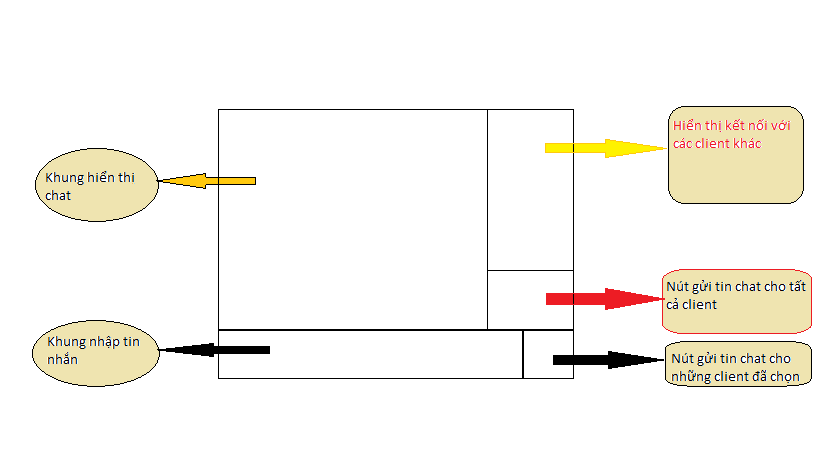 Khung hiển thi
chat
Khung nhập tin
nhắn
Hiển thị kết nối với
các client khác
Nút gửi tin chat cho tất
cả client
Nút gửi tin chat cho
những client đã chọn